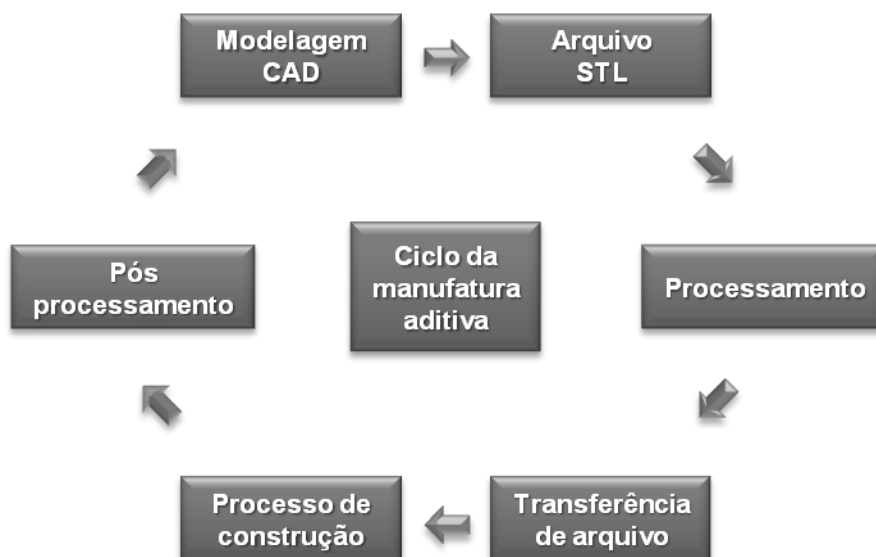 Modelagem
CAD
Arquivo
STL
Pós
processamento
Ciclo da
manufatura
aditiva
Processamento
Processo de
construção
Transferência
de arquivo